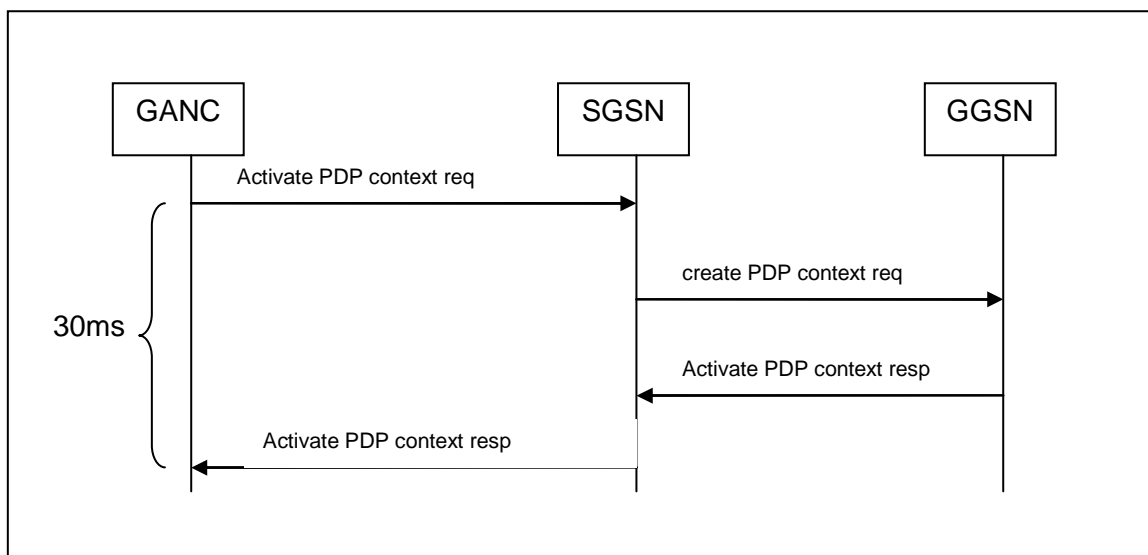 GANC
SGSN
GGSN
Activate PDP context req
create PDP context req
30ms
Activate PDP context resp
Activate PDP context resp